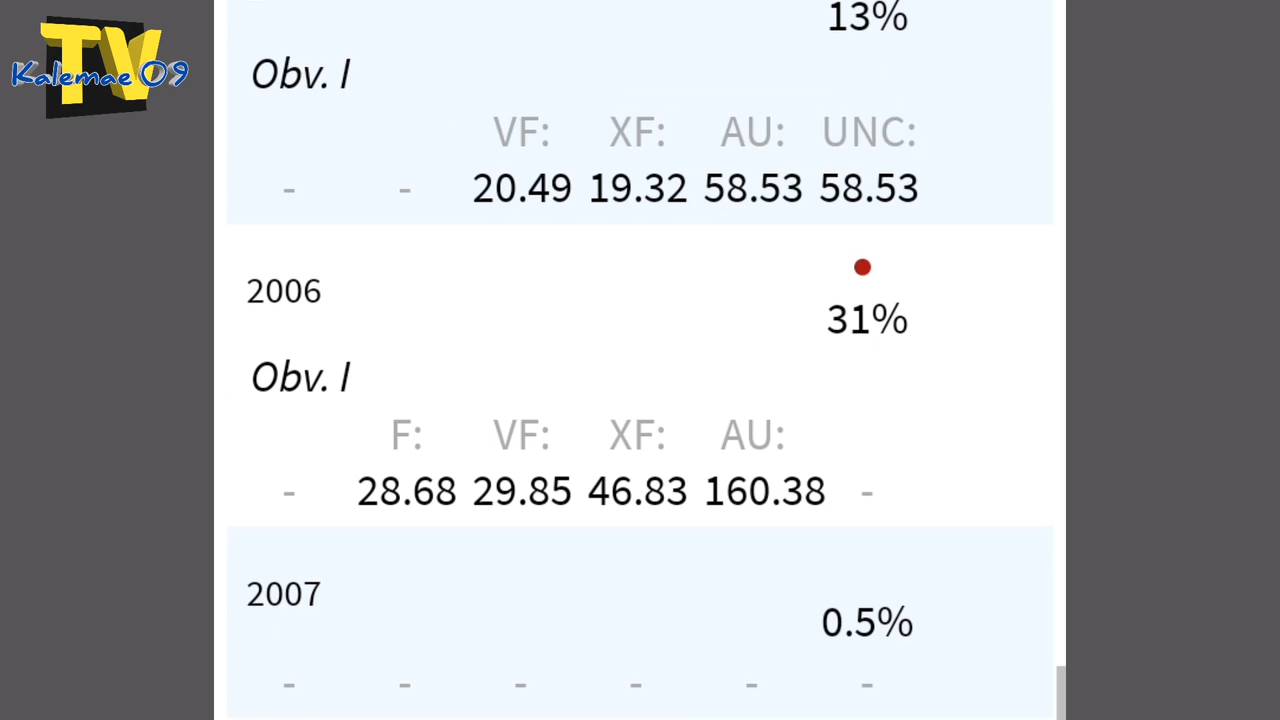 TV
Kalemae 09
13%
Obv. I
VF: XF: AU: UNC:
- - 20.49 19.32 58.53 58.53
2006
31%
Obv. I
F: VF: XF: AU:
- 28.68 29.85 46.83 160.38 -
2007
0.5%
- - - - - -